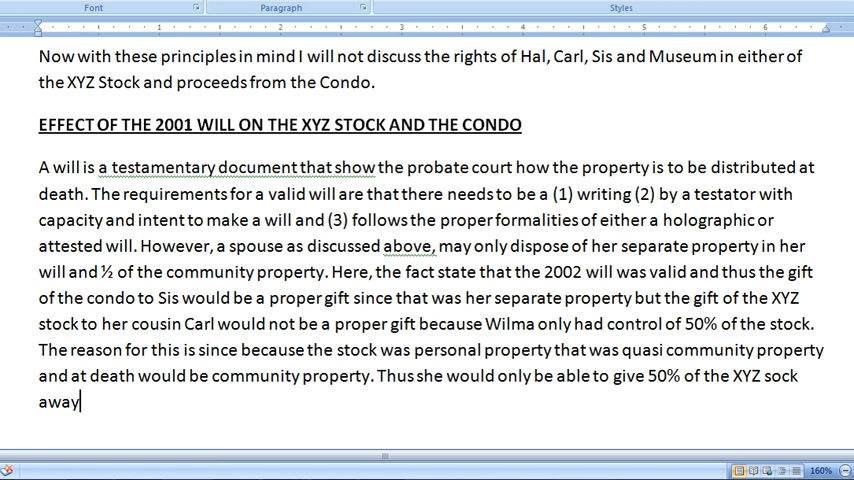 Font Paragraph Styles
1 2 3 4 5 6
Now with these principles in mind I will not discuss the rights of Hal, Carl, Sis and Museum in either of
the XYZ Stock and proceeds from the Condo.
EFFECT OF THE 2001 WILL ON THE XYZ STOCK AND THE CONDO
A will is a testamentary document that show the probate court how the property is to be distributed at
death. The requirements for a valid will are that there needs to be a (1) writing (2) by a testator with
capacity and intent to make a will and (3) follows the proper formalities of either a holographic or
attested will. However, a spouse as discussed above, may only dispose of her separate property in her
will and ½ of the community property. Here, the fact state that the 2002 will was valid and thus the gift
of the condo to Sis would be a proper gift since that was her separate property but the gift of the XYZ
stock to her cousin Carl would not be a proper gift because Wilma only had control of 50% of the stock.
The reason for this is since because the stock was personal property that was quasi community property
and at death would be community property. Thus she would only be able to give 50% of the XYZ sock
away
160%